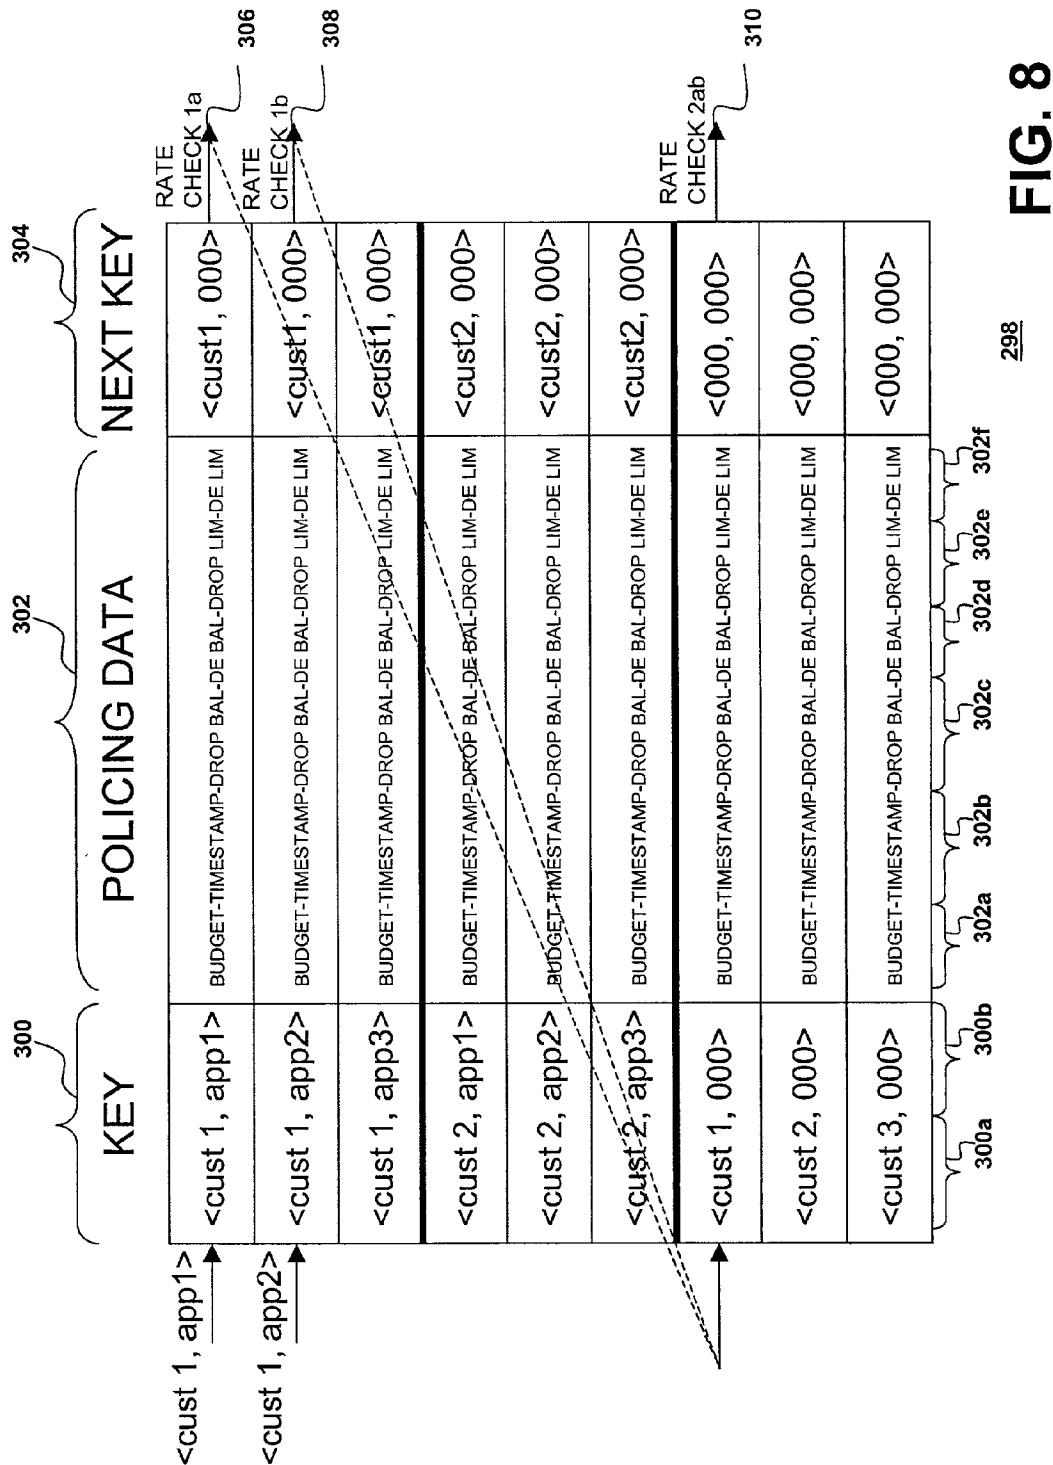 300
302
304
KEY
POLICING DATA
NEXT KEY
RATE
CHECK 1a
306
<cust 1, app1>
<cust 1, app1>
BUDGET-TIMESTAMP-DROP BAL-DE BAL-DROP LIM-DE LIM
<cust1, 000>
RATE
CHECK 1b
308
<cust 1, app2>
<cust 1, app2>
BUDGET-TIMESTAMP-DROP BAL-DE BAL-DROP LIM-DE LIM
<cust1, 000>
<cust 1, app3>
BUDGET-TIMESTAMP-DROP BAL-DE BAL-DROP LIM-DE LIM
<cust1, 000>
<cust 2, app1>
BUDGET-TIMESTAMP-DROP BAL-DE BAL-DROP LIM-DE LIM
<cust2, 000>
<cust 2, app2>
BUDGET-TIMESTAMP-DROP BAL-DE BAL-DROP LIM-DE LIM
<cust2, 000>
<cust 2, app3>
BUDGET-TIMESTAMP-DROP BAL-DE BAL-DROP LIM-DE LIM
<cust2, 000>
RATE
CHECK 2ab
310
<cust 1, 000>
BUDGET-TIMESTAMP-DROP BAL-DE BAL-DROP LIM-DE LIM
<000, 000>
<cust 2, 000>
BUDGET-TIMESTAMP-DROP BAL-DE BAL-DROP LIM-DE LIM
<000, 000>
<cust 3, 000>
BUDGET-TIMESTAMP-DROP BAL-DE BAL-DROP LIM-DE LIM
<000, 000>
300a
300b
302a
302b
302c
302d
302e
302f
298
FIG. 8